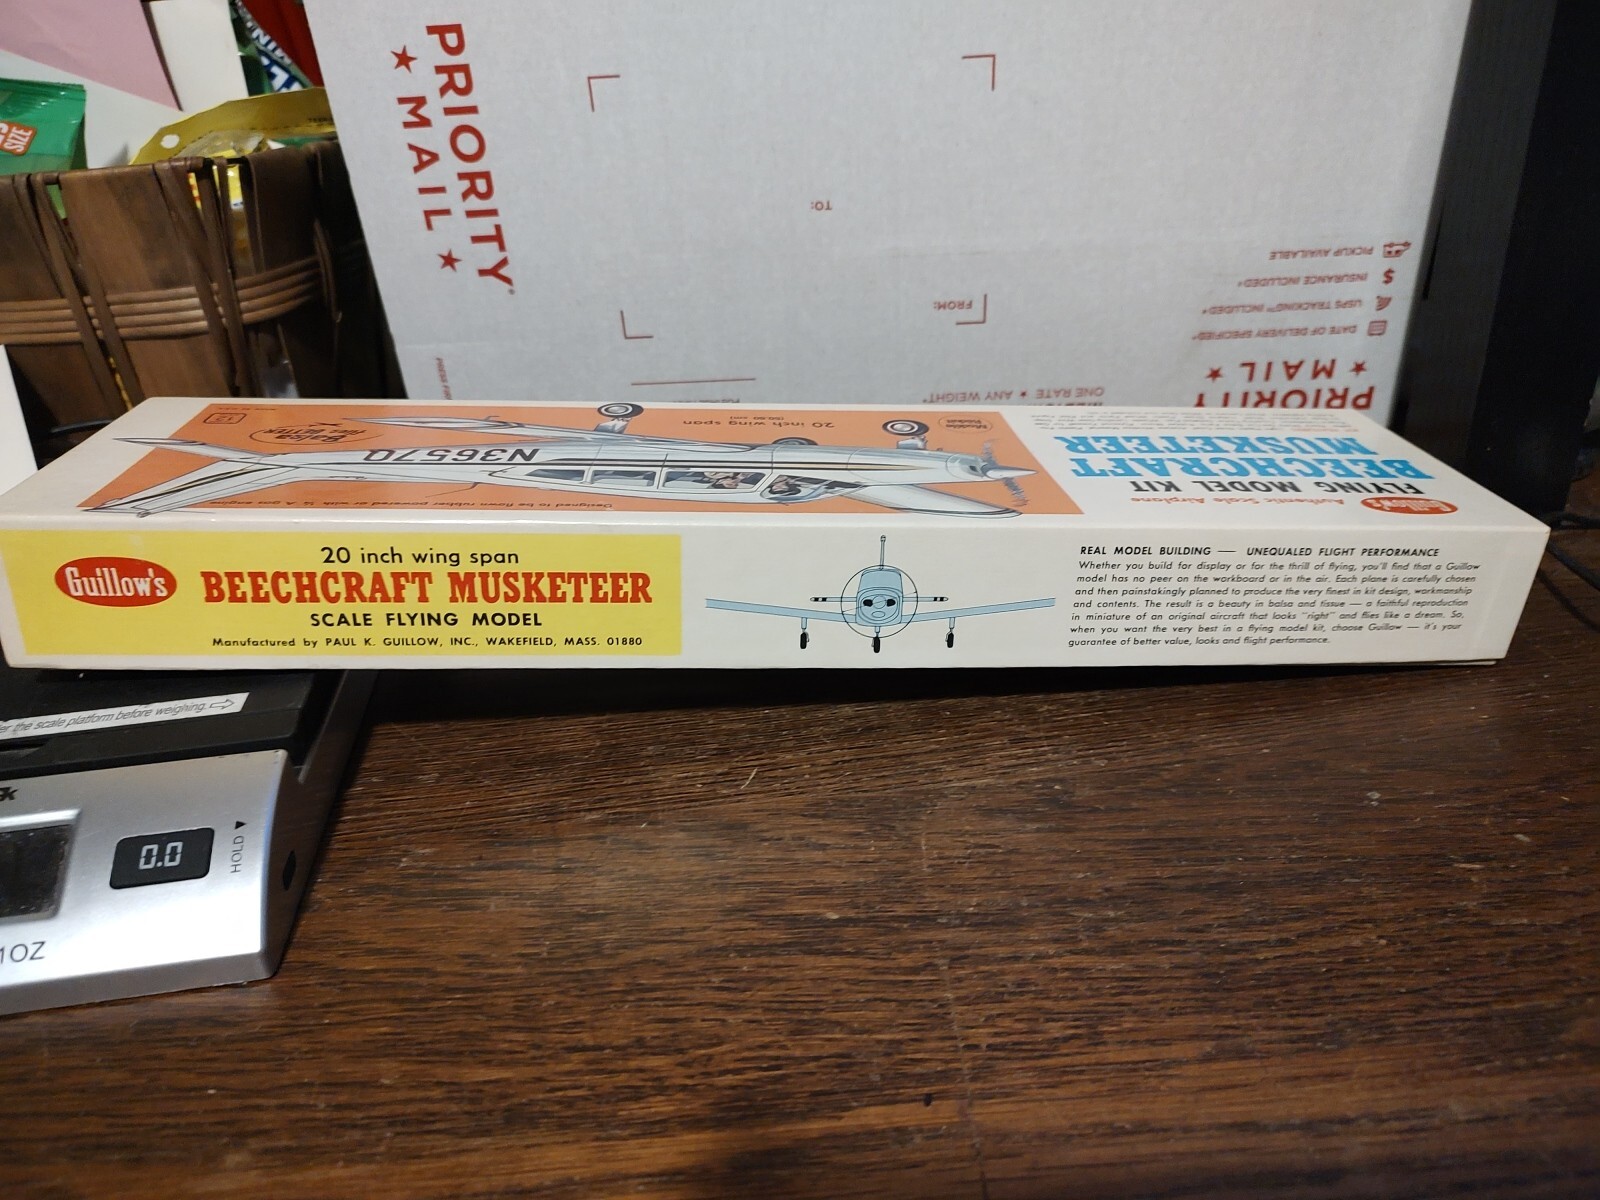 PRIORITY
★ MAIL ★
TO:
FROM:
PICKUP AVAILABLE
$ INSURANCE INCLUDED*
USPS TRACKING™ INCLUDED*
DATE OF DELIVERY SPECIFIED*
PRIORITY
★ MAIL ★
ONE RATE ★ ANY WEIGHT*
SIZE
Guillow's
Authentic Scale Airplane
FLYING MODEL KIT
BEECHCRAFT
MUSKETEER
20 inch wing span
N3657Q
Designed to be flown rubber powered or with ½ A gas engine
Guillow's
20 inch wing span
BEECHCRAFT MUSKETEER
SCALE FLYING MODEL
Manufactured by PAUL K. GUILLOW, INC., WAKEFIELD, MASS. 01880
REAL MODEL BUILDING — UNEQUALED FLIGHT PERFORMANCE
Whether you build for display or for the thrill of flying, you'll find that a Guillow
model has no peer on the workboard or in the air. Each plane is carefully chosen
and then painstakingly planned to produce the very finest in kit design, workmanship
and contents. The result is a beauty in balsa and tissue — a faithful reproduction
in miniature of an original aircraft that looks "right" and flies like a dream. So,
when you want the very best in a flying model kit, choose Guillow — it's your
guarantee of better value, looks and flight performance.
the scale platform before weighing.
0.0
HOLD
1OZ